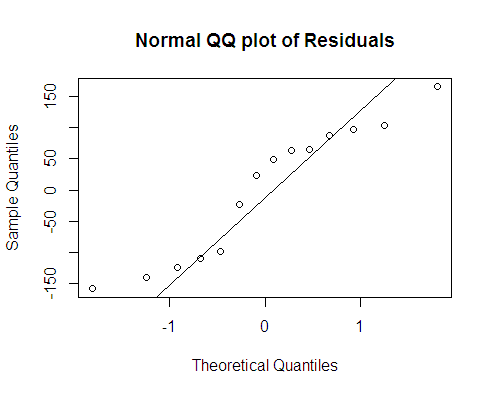 Normal QQ plot of Residuals
Sample Quantiles
150
50
0
-50
-150
-1
0
1
Theoretical Quantiles